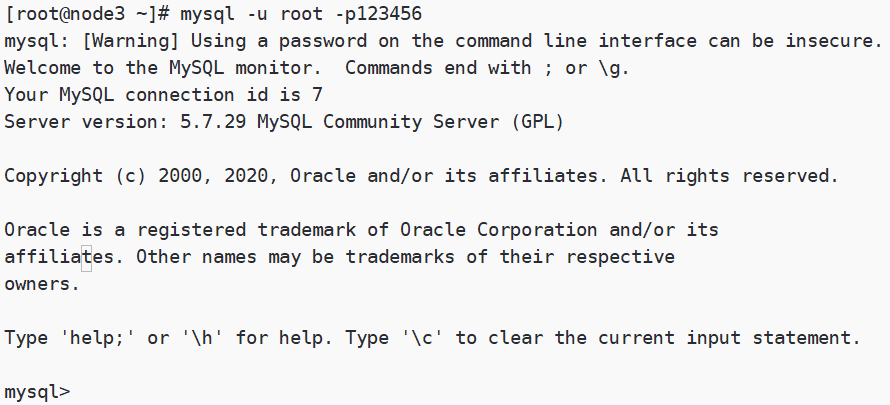 [root@node3 ~]# mysql -u root -p123456
mysql: [Warning] Using a password on the command line interface can be insecure.
Welcome to the MySQL monitor.  Commands end with ; or \g.
Your MySQL connection id is 7
Server version: 5.7.29 MySQL Community Server (GPL)

Copyright (c) 2000, 2020, Oracle and/or its affiliates. All rights reserved.

Oracle is a registered trademark of Oracle Corporation and/or its
affiliates. Other names may be trademarks of their respective
owners.

Type 'help;' or '\h' for help. Type '\c' to clear the current input statement.

mysql>